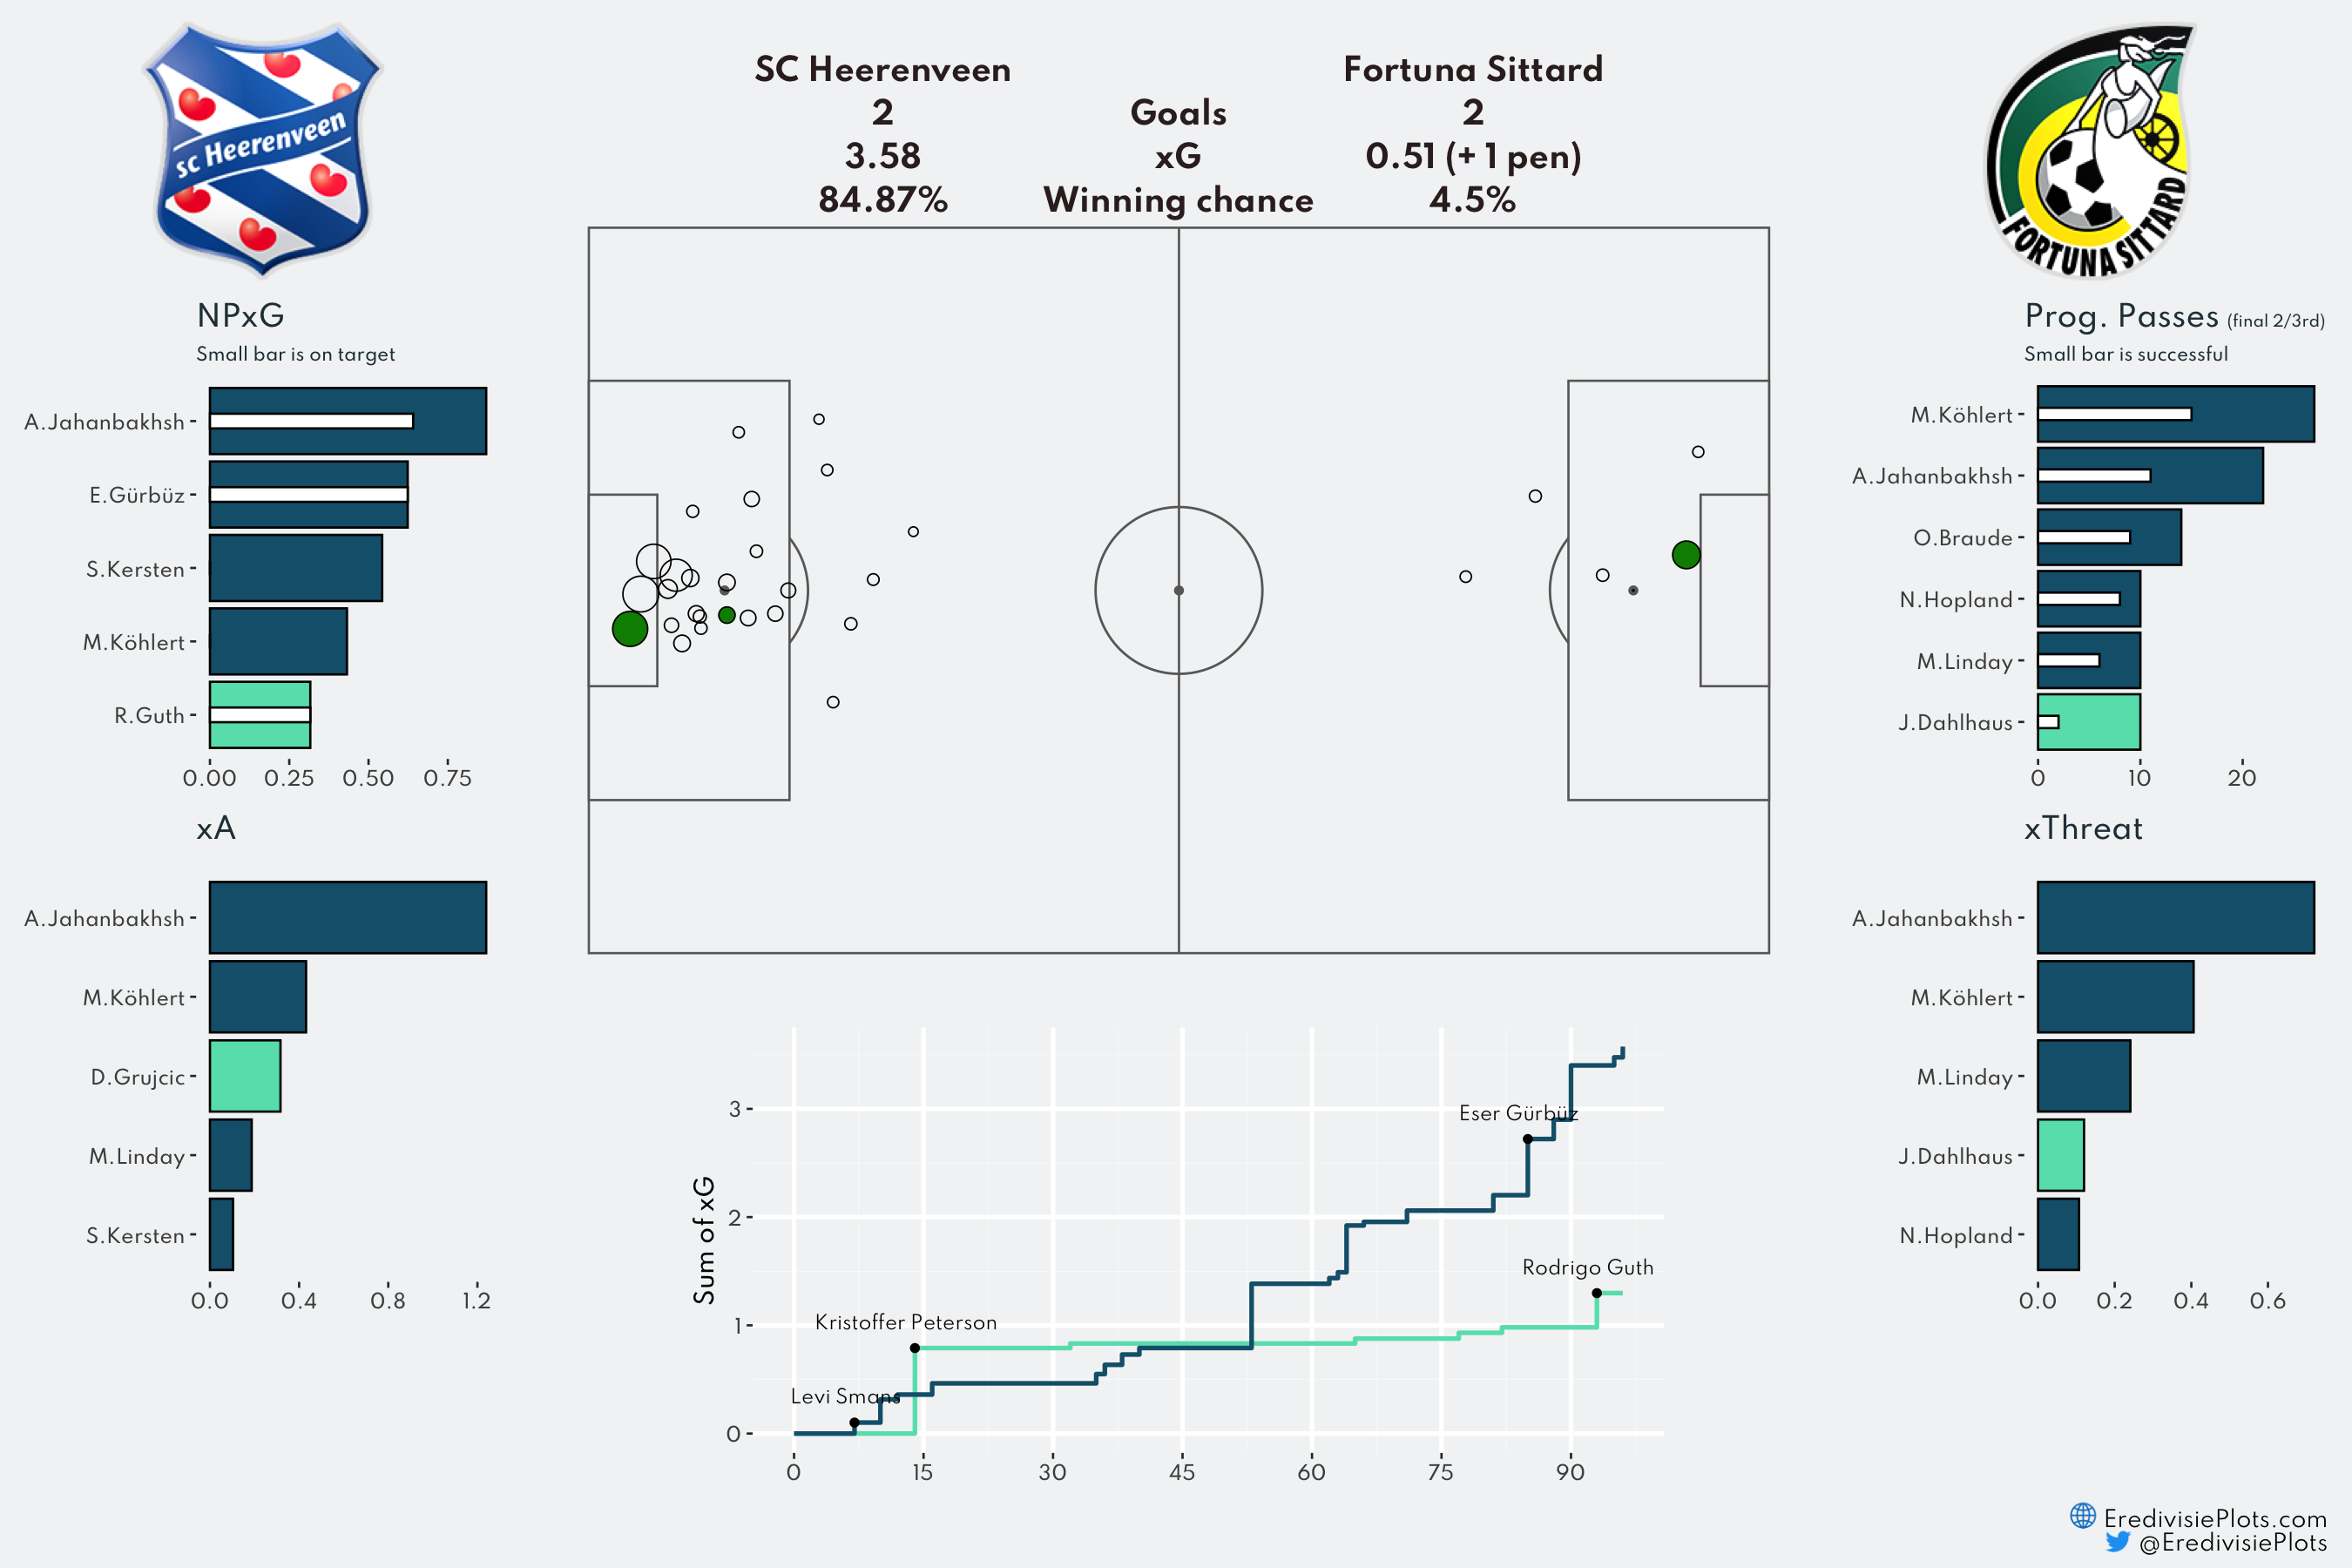 sc Heerenveen
FORTUNA SITTARD
SC Heerenveen Fortuna Sittard
2 Goals 2
3.58 xG 0.51 (+ 1 pen)
84.87% Winning chance 4.5%
NPxG
Small bar is on target
A.Jahanbakhsh
E.Gürbüz
S.Kersten
M.Köhlert
R.Guth
0.00 0.25 0.50 0.75
xA
A.Jahanbakhsh
M.Köhlert
D.Grujcic
M.Linday
S.Kersten
0.0 0.4 0.8 1.2
Sum of xG
3
2
1
0
Eser Gürbüz
Rodrigo Guth
Kristoffer Peterson
Levi Smans
0 15 30 45 60 75 90
Prog. Passes (final 2/3rd)
Small bar is successful
M.Köhlert
A.Jahanbakhsh
O.Braude
N.Hopland
M.Linday
J.Dahlhaus
0 10 20
xThreat
A.Jahanbakhsh
M.Köhlert
M.Linday
J.Dahlhaus
N.Hopland
0.0 0.2 0.4 0.6
EredivisiePlots.com
@EredivisiePlots